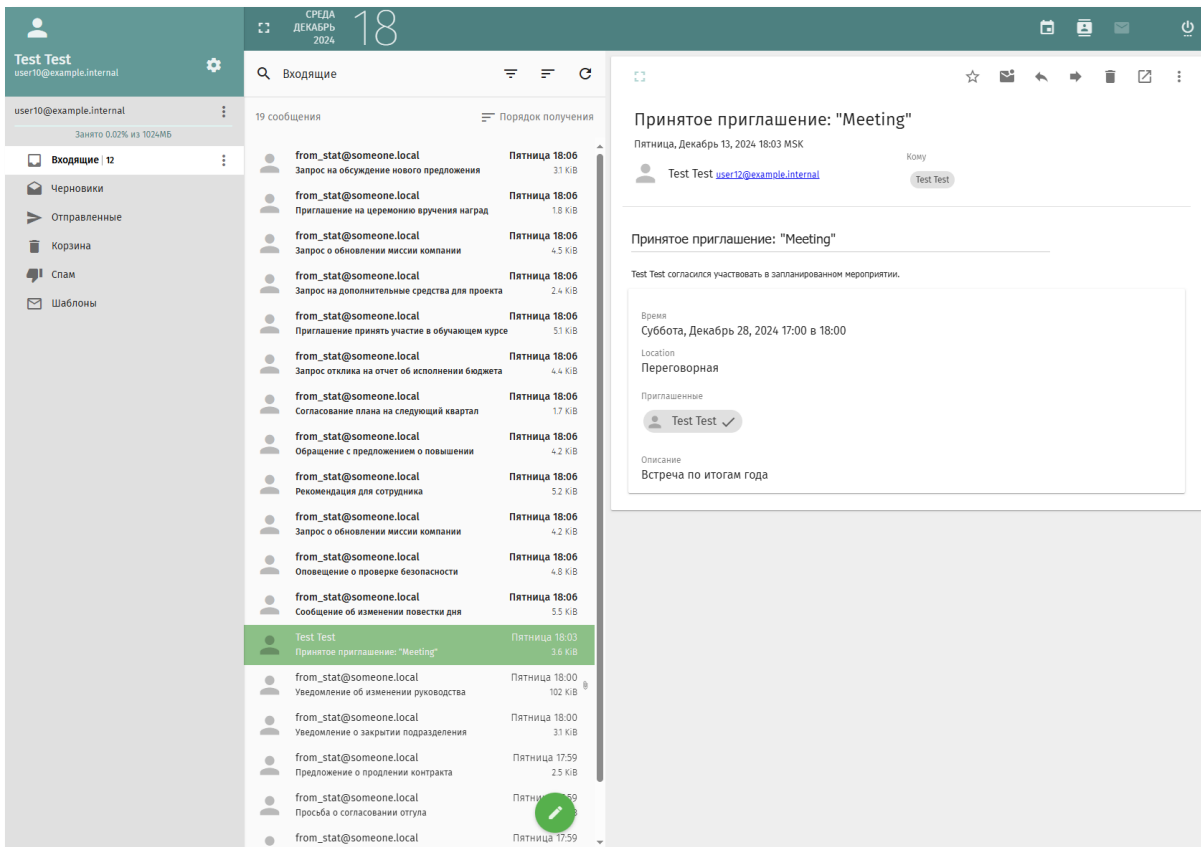 СРЕДА
ДЕКАБРЬ
2024
18
Test Test
user10@example.internal
user10@example.internal
Занято 0.02% из 1024МБ
Входящие | 12
Черновики
Отправленные
Корзина
Спам
Шаблоны
Входящие
19 сообщения
Порядок получения
from_stat@someone.local Пятница 18:06
Запрос на обсуждение нового предложения 3.1 KiB
from_stat@someone.local Пятница 18:06
Приглашение на церемонию вручения наград 1.8 KiB
from_stat@someone.local Пятница 18:06
Запрос о обновлении миссии компании 4.5 KiB
from_stat@someone.local Пятница 18:06
Запрос на дополнительные средства для проекта 2.4 KiB
from_stat@someone.local Пятница 18:06
Приглашение принять участие в обучающем курсе 5.1 KiB
from_stat@someone.local Пятница 18:06
Запрос отклика на отчет об исполнении бюджета 4.4 KiB
from_stat@someone.local Пятница 18:06
Согласование плана на следующий квартал 1.7 KiB
from_stat@someone.local Пятница 18:06
Обращение с предложением о повышении 4.2 KiB
from_stat@someone.local Пятница 18:06
Рекомендация для сотрудника 5.2 KiB
from_stat@someone.local Пятница 18:06
Запрос о обновлении миссии компании 4.2 KiB
from_stat@someone.local Пятница 18:06
Оповещение о проверке безопасности 4.8 KiB
from_stat@someone.local Пятница 18:06
Сообщение об изменении повестки дня 5.5 KiB
Test Test Пятница 18:03
Принятое приглашение: "Meeting" 3.6 KiB
from_stat@someone.local Пятница 18:00
Уведомление об изменении руководства 102 KiB
from_stat@someone.local Пятница 18:00
Уведомление о закрытии подразделения 3.1 KiB
from_stat@someone.local Пятница 17:59
Предложение о продлении контракта 2.5 KiB
from_stat@someone.local
Просьба о согласовании отгула
from_stat@someone.local Пятница 17:59
Принятое приглашение: "Meeting"
Пятница, Декабрь 13, 2024 18:03 MSK
Кому
Test Test user12@example.internal
Test Test
Принятое приглашение: "Meeting"
Test Test согласился участвовать в запланированном мероприятии.
Время
Суббота, Декабрь 28, 2024 17:00 в 18:00
Location
Переговорная
Приглашенные
Test Test
Описание
Встреча по итогам года